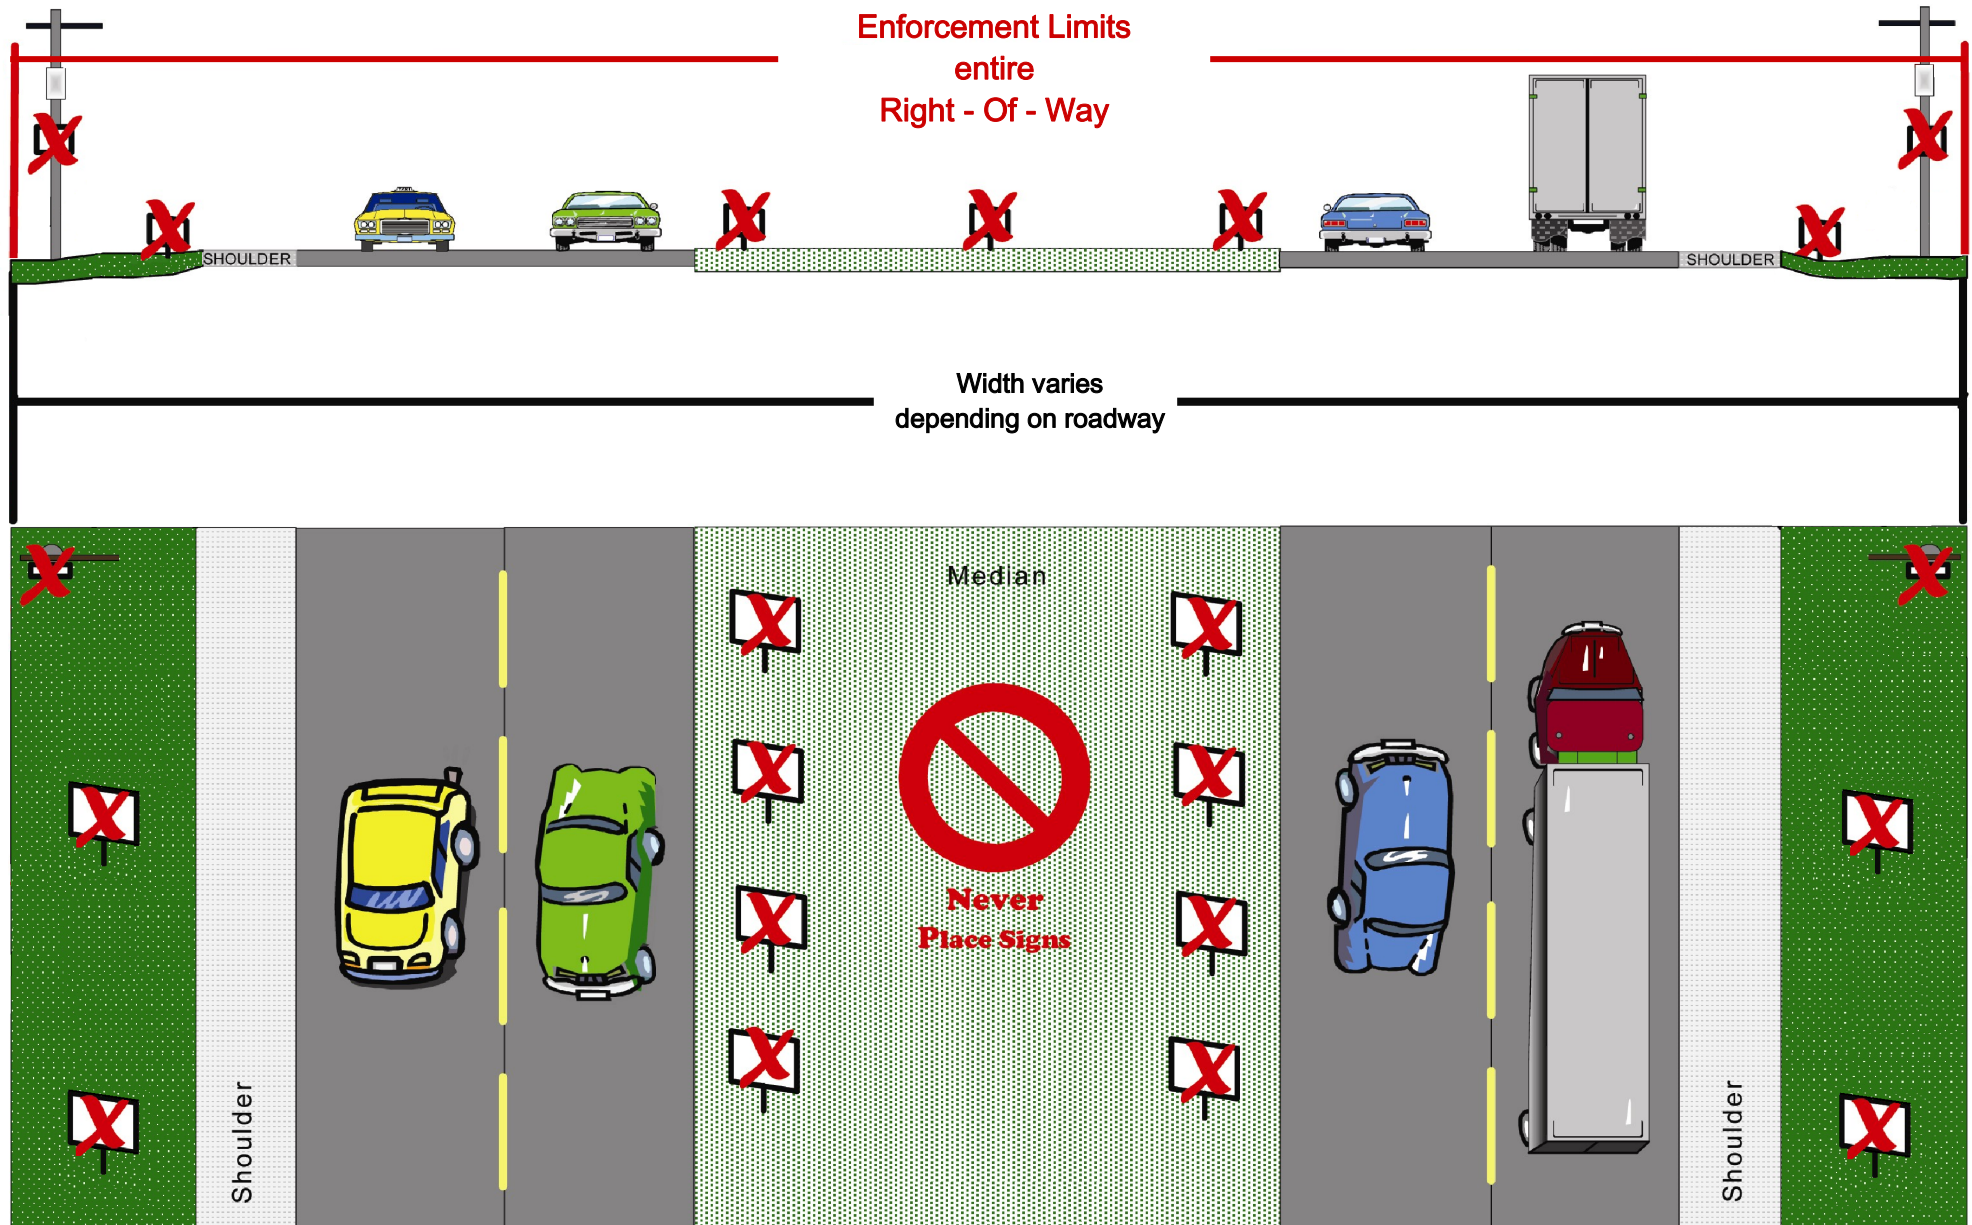 Enforcement Limits
entire
Right - Of - Way
SHOULDER
SHOULDER
Width varies
depending on roadway
Median
Never
Place Signs
Shoulder
Shoulder